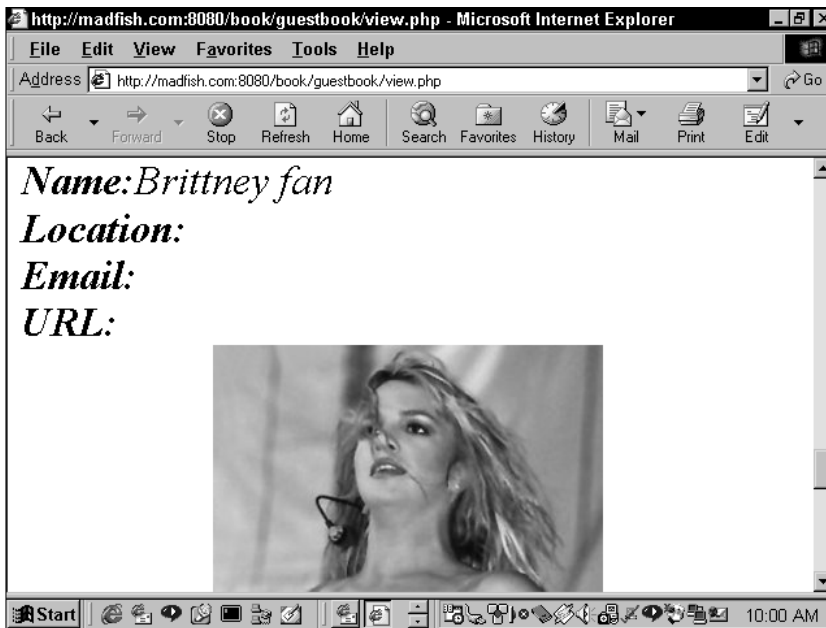 http://madfish.com:8080/book/guestbook/view.php - Microsoft Internet Explorer
File Edit View Favorites Tools Help
Address http://madfish.com:8080/book/guestbook/view.php Go
Back Forward Stop Refresh Home Search Favorites History Mail Print Edit
Name:Brittney fan
Location:
Email:
URL:
Start 10:00 AM